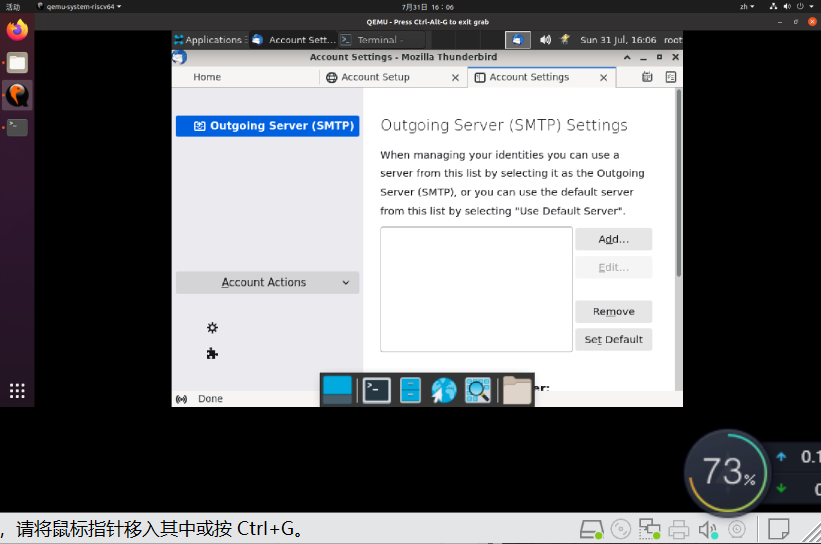 活动 qemu-system-riscv64 7月31日 16：06 zh
QEMU - Press Ctrl-Alt-G to exit grab
Applications Account Sett... Terminal - Sun 31 Jul, 16:06 root
Account Settings - Mozilla Thunderbird
Home Account Setup Account Settings
Outgoing Server (SMTP)
Outgoing Server (SMTP) Settings
When managing your identities you can use a
server from this list by selecting it as the Outgoing
Server (SMTP), or you can use the default server
from this list by selecting "Use Default Server".
Add...
Edit...
Remove
Set Default
Account Actions
Done
73%
0.1
0
，请将鼠标指针移入其中或按 Ctrl+G。